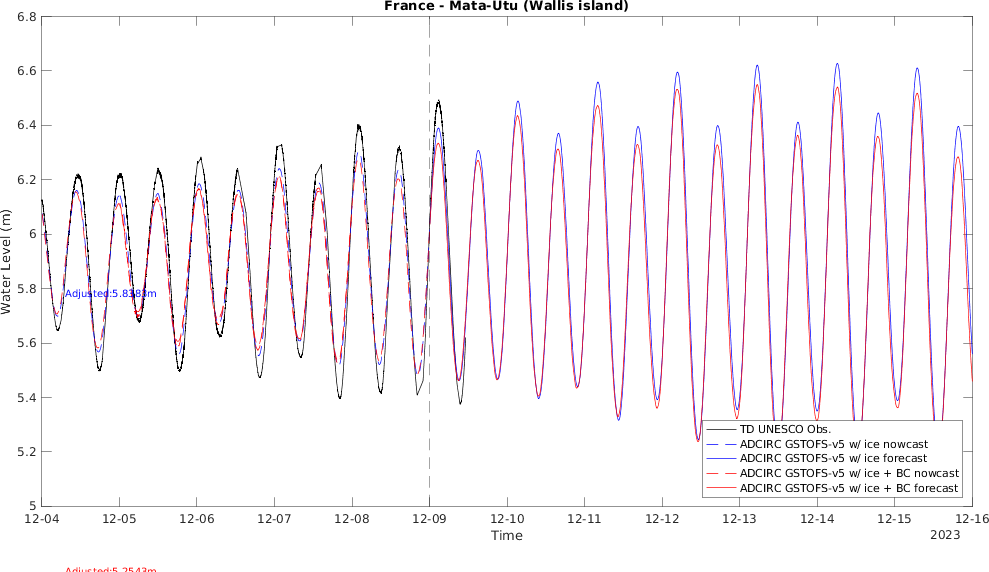 France - Mata-Utu (Wallis island)
6.8
6.6
6.4
6.2
6
5.8
5.6
5.4
5.2
5
Water Level (m)
Adjusted:5.8383m
TD UNESCO Obs.
ADCIRC GSTOFS-v5 w/ ice nowcast
ADCIRC GSTOFS-v5 w/ ice forecast
ADCIRC GSTOFS-v5 w/ ice + BC nowcast
ADCIRC GSTOFS-v5 w/ ice + BC forecast
12-04 12-05 12-06 12-07 12-08 12-09 12-10 12-11 12-12 12-13 12-14 12-15 12-16
Time
2023
Adjusted:5.2543m